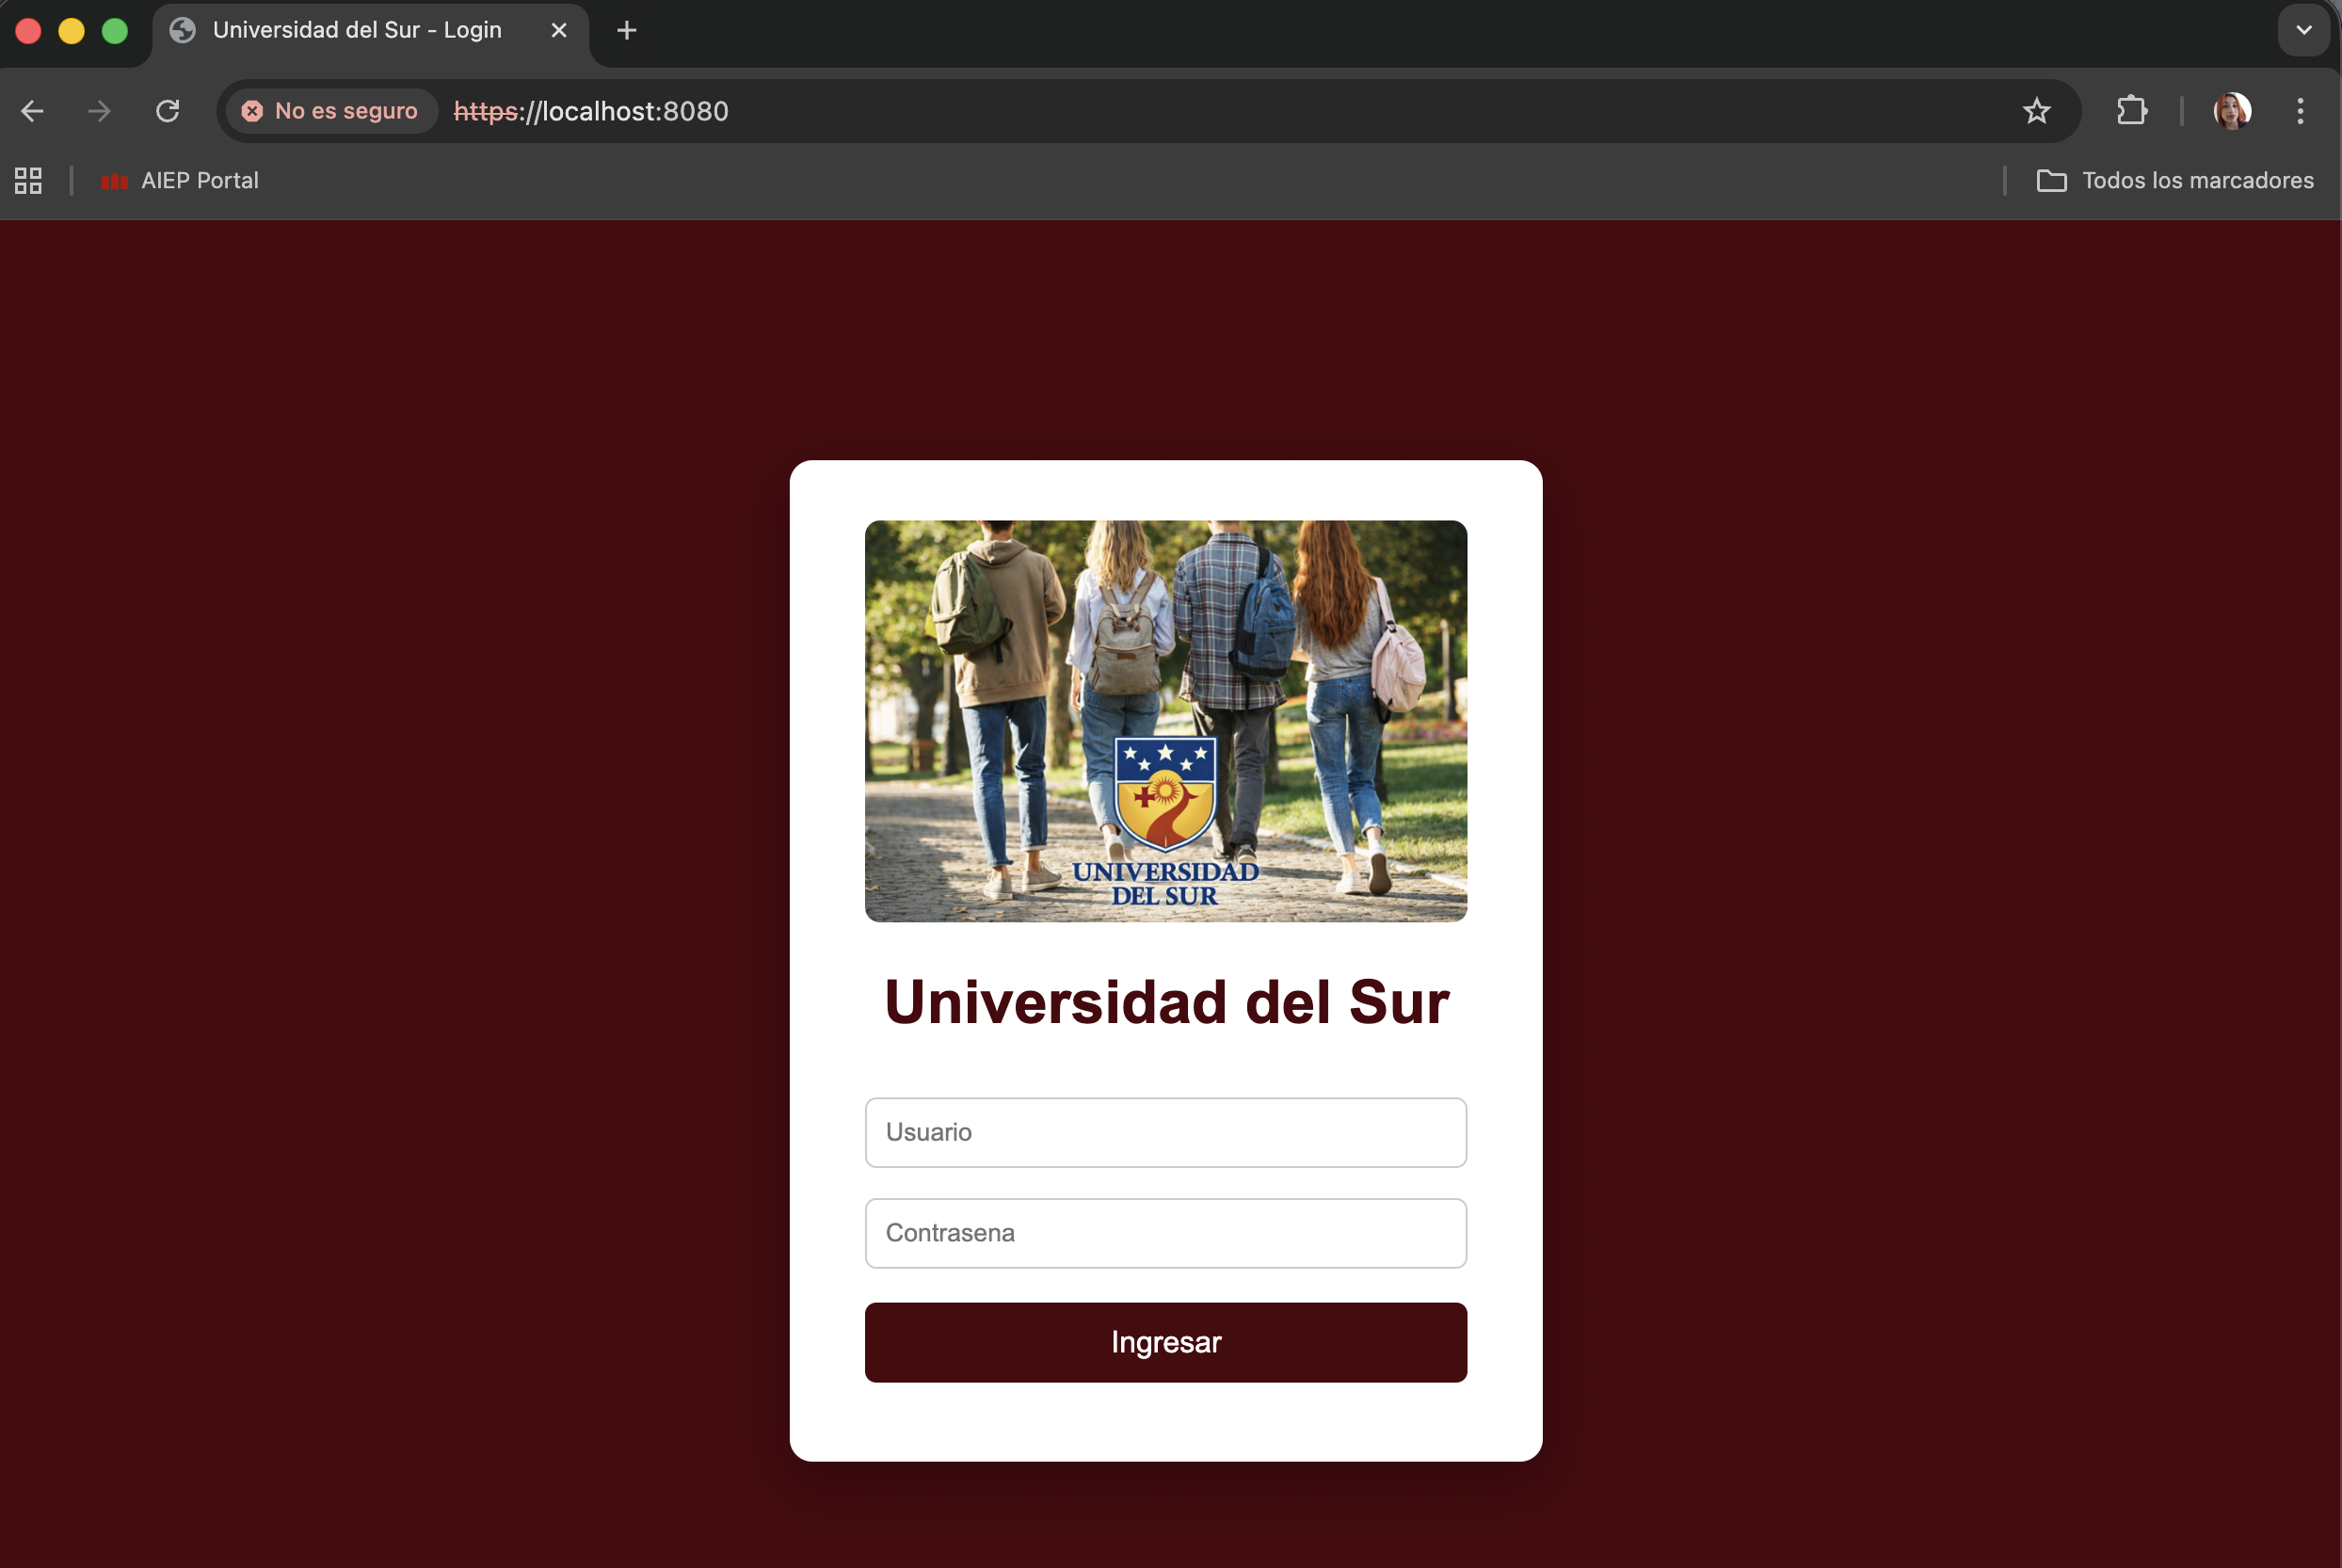 Universidad del Sur - Login
No es seguro
https://localhost:8080
AIEP Portal
Todos los marcadores
UNIVERSIDAD
DEL SUR
Universidad del Sur
Usuario
Contrasena
Ingresar